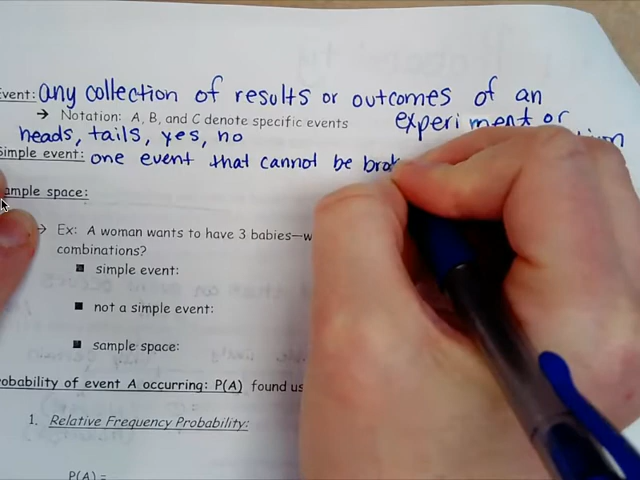 Event: any collection of results or outcomes of an
→ Notation: A, B, and C denote specific events experiment or
heads, tails, yes, no
Simple event: one event that cannot be brok
ample space:
→ Ex: A woman wants to have 3 babies—w
combinations?
■ simple event:
■ not a simple event:
■ sample space:
obability of event A occurring: P(A) found us
1. Relative Frequency Probability:
P(A) =